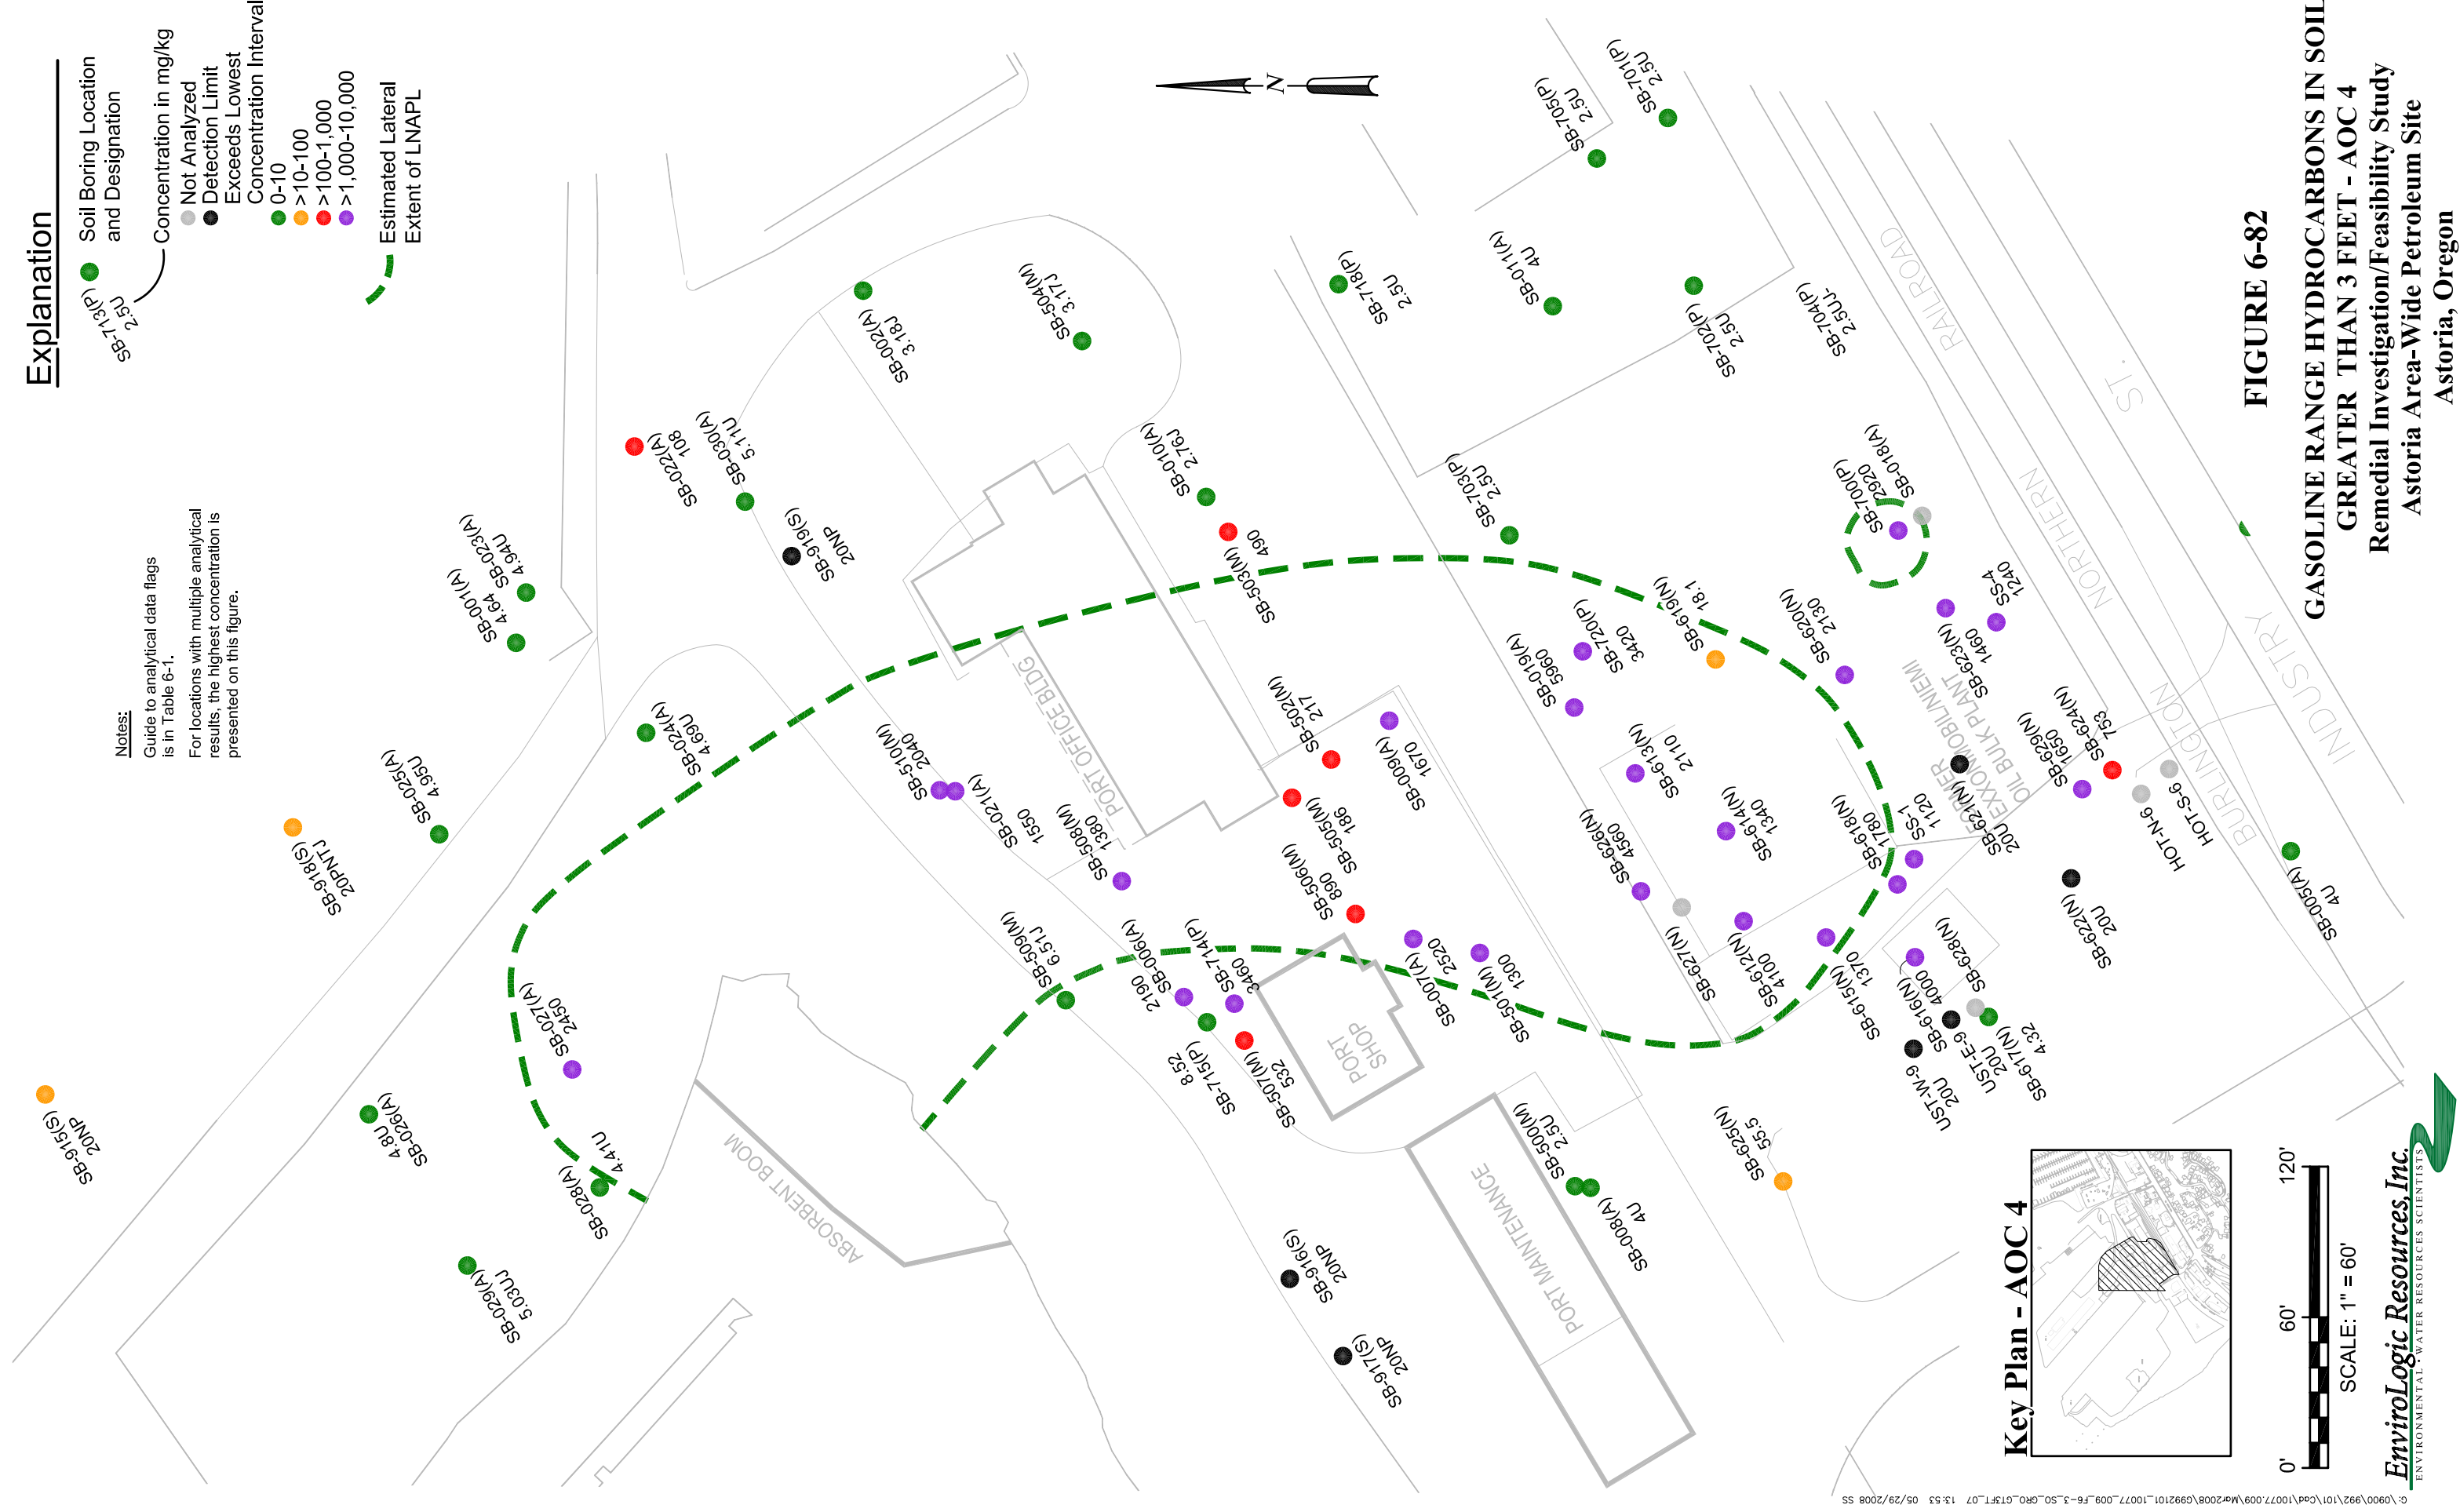 Explanation
SB-713(P)
2.5U
Soil Boring Location
and Designation
Concentration in mg/kg
Not Analyzed
Detection Limit
Exceeds Lowest
Concentration Interval
0-10
>10-100
>100-1,000
>1,000-10,000
Estimated Lateral
Extent of LNAPL
Notes:
Guide to analytical data flags
is in Table 6-1.
For locations with multiple analytical
results, the highest concentration is
presented on this figure.
SB-915(S)
20NP
SB-918(S)
20PNTJ
SB-025(A)
4.95U
SB-026(A)
4.8U
SB-029(A)
5.03UJ
SB-028(A)
4.41U
SB-027(A)
2450
SB-001(A)
4.64
SB-023(A)
4.94U
SB-024(A)
4.69U
SB-022(A)
108
SB-030(A)
5.11U
SB-919(S)
20NP
SB-002(A)
3.18J
SB-504(M)
3.17J
SB-510(M)
2040
SB-021(A)
1550
SB-508(M)
1380
SB-509(M)
6.51J
SB-006(A)
2190
SB-714(P)
3460
SB-715(P)
8.52
SB-507(M)
532
SB-010(A)
2.76J
SB-503(M)
490
SB-502(M)
217
SB-505(M)
186
SB-506(M)
890
SB-009(A)
1670
SB-007(A)
2520
SB-501(M)
1300
SB-916(S)
20NP
SB-917(S)
20NP
SB-500(M)
2.5U
SB-008(A)
4U
SB-718(P)
2.5U
SB-011(A)
4U
SB-705(P)
2.5U
SB-701(P)
2.5U
SB-702(P)
2.5U
SB-704(P)
2.5UJ-
SB-703(P)
2.5U
SB-019(A)
5960
SB-720(P)
3420
SB-619(N)
18.1
SB-613(N)
2110
SB-614(N)
1340
SB-626(N)
4560
SB-627(N)
SB-612(N)
4100
SB-615(N)
1370
SB-618(N)
1780
SS-1
1120
SB-620(N)
2130
SB-700(P)
2920
SB-018(A)
SB-623(N)
1460
SS-4
1240
SB-621(N)
20U
SB-629(N)
1650
SB-624(N)
753
HOT-N-6
HOT-S-6
SB-622(N)
20U
SB-005(A)
4U
SB-616(N)
4000
SB-628(N)
SB-617(N)
4.32
UST-E-9
20U
UST-W-9
20U
SB-625(N)
55.5
ABSORBENT BOOM
PORT OFFICE BLDG
PORT
SHOP
PORT MAINTENANCE
FORMER
EXXONMOBIL/NIEMI
OIL BULK PLANT
BURLINGTON
NORTHERN
RAILROAD
INDUSTRY
ST.
N
Key Plan - AOC 4
0'
60'
120'
SCALE: 1" = 60'
EnviroLogic Resources, Inc.
ENVIRONMENTAL · WATER RESOURCES SCIENTISTS
FIGURE 6-82
GASOLINE RANGE HYDROCARBONS IN SOIL
GREATER THAN 3 FEET - AOC 4
Remedial Investigation/Feasibility Study
Astoria Area-Wide Petroleum Site
Astoria, Oregon